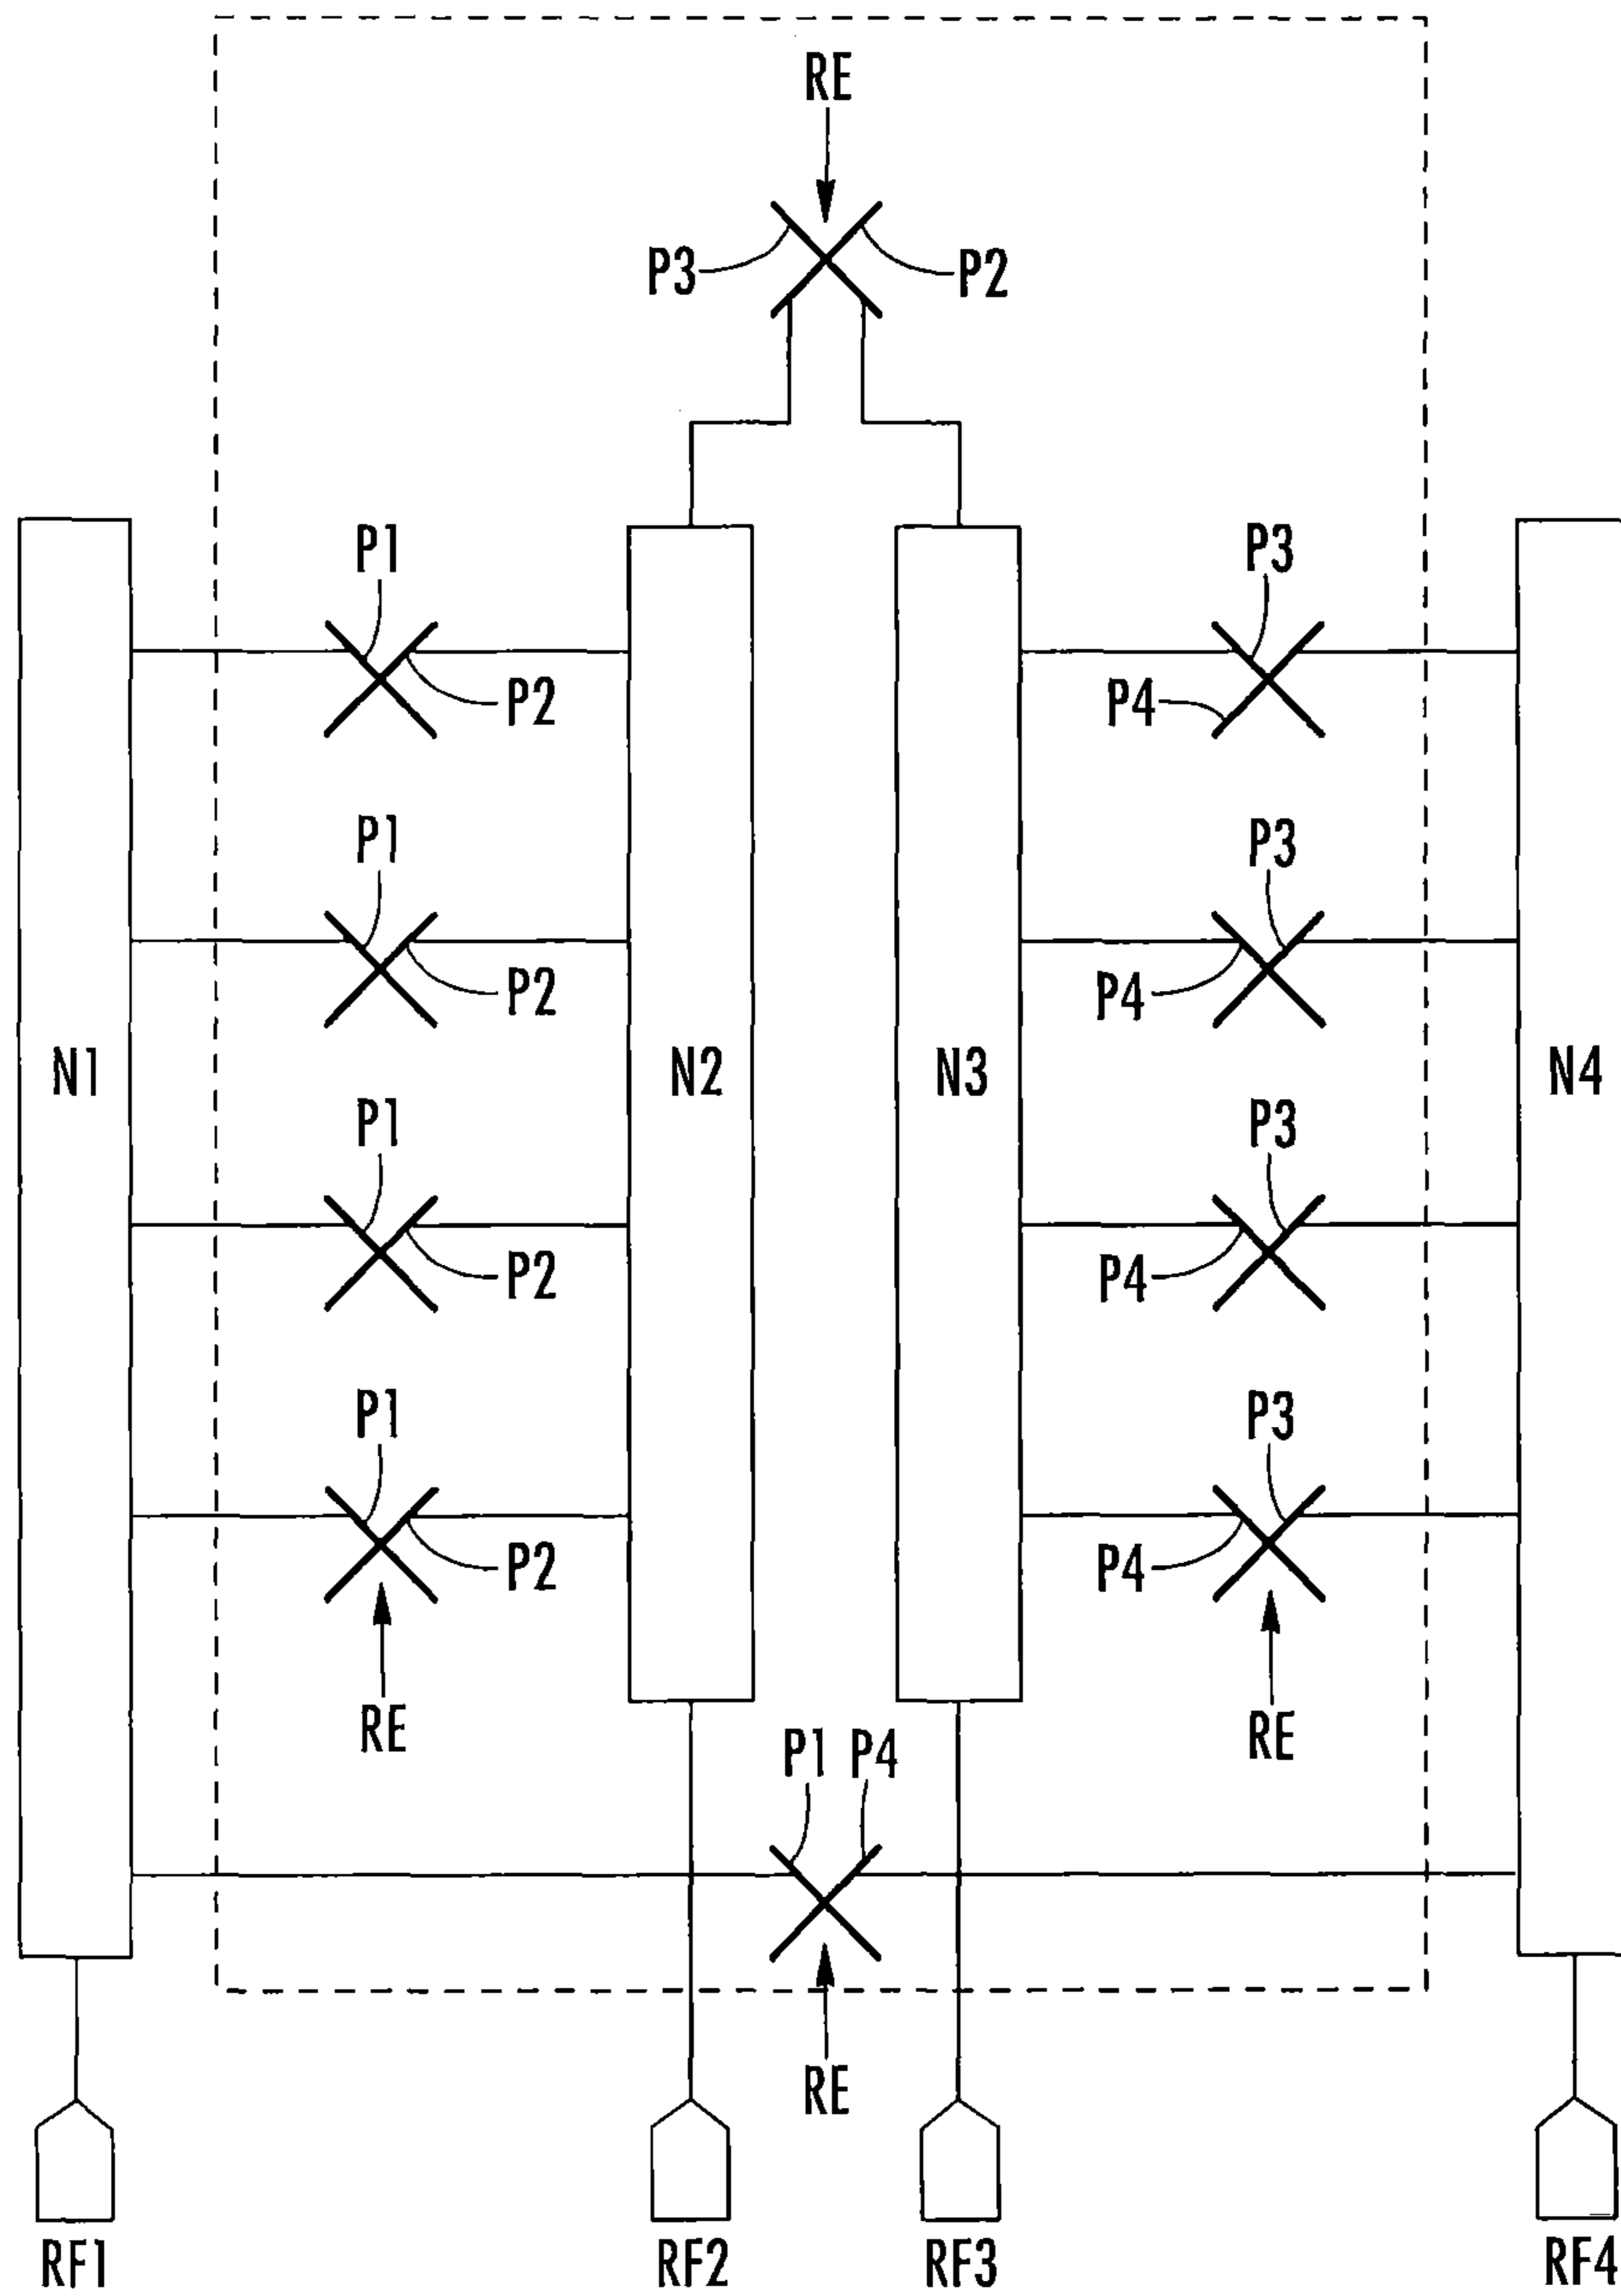 RE
P3 P2
P1 P3
P2 P4
P1 P3
P2 P4
N1 N2 N3 N4
P1 P3
P2 P4
P1 P3
P2 P4
RE RE
P1 P4
RE
RF1 RF2 RF3 RF4